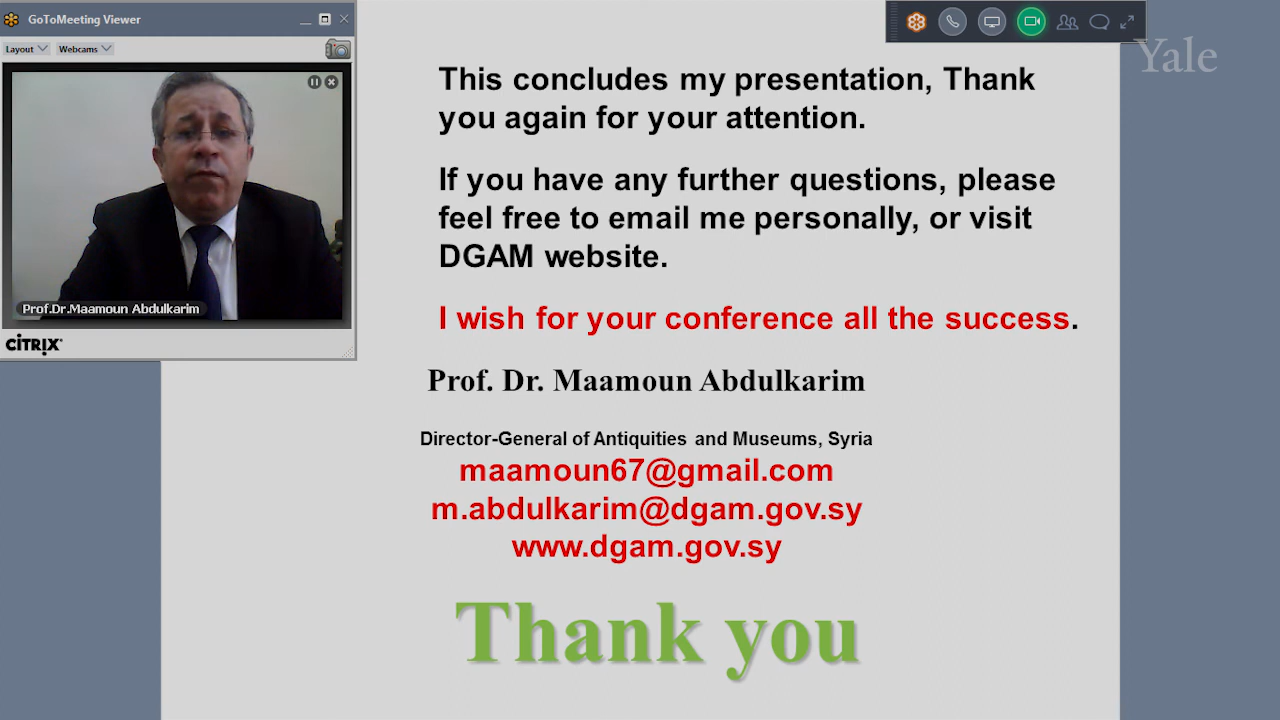 GoToMeeting Viewer
Layout
Webcams
Prof.Dr.Maamoun Abdulkarim
CİTRIX
Yale
This concludes my presentation, Thank
you again for your attention.
If you have any further questions, please
feel free to email me personally, or visit
DGAM website.
I wish for your conference all the success.
Prof. Dr. Maamoun Abdulkarim
Director-General of Antiquities and Museums, Syria
maamoun67@gmail.com
m.abdulkarim@dgam.gov.sy
www.dgam.gov.sy
Thank you